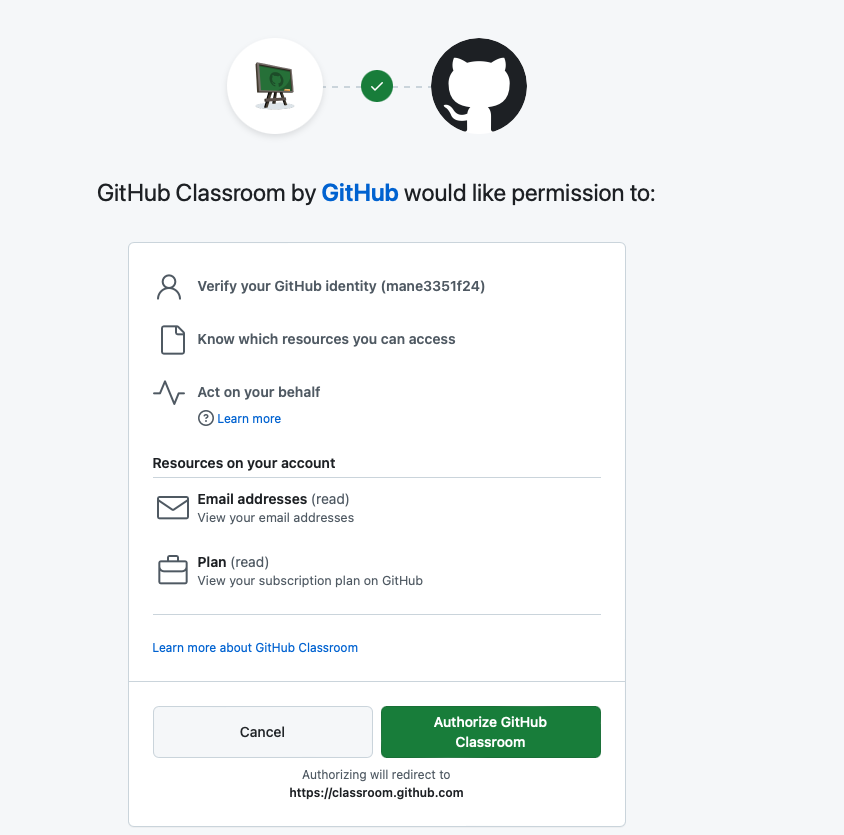 GitHub Classroom by GitHub would like permission to:
Verify your GitHub identity (mane3351f24)
Know which resources you can access
Act on your behalf
Learn more
Resources on your account
Email addresses (read)
View your email addresses
Plan (read)
View your subscription plan on GitHub
Learn more about GitHub Classroom
Cancel
Authorize GitHub
Classroom
Authorizing will redirect to
https://classroom.github.com